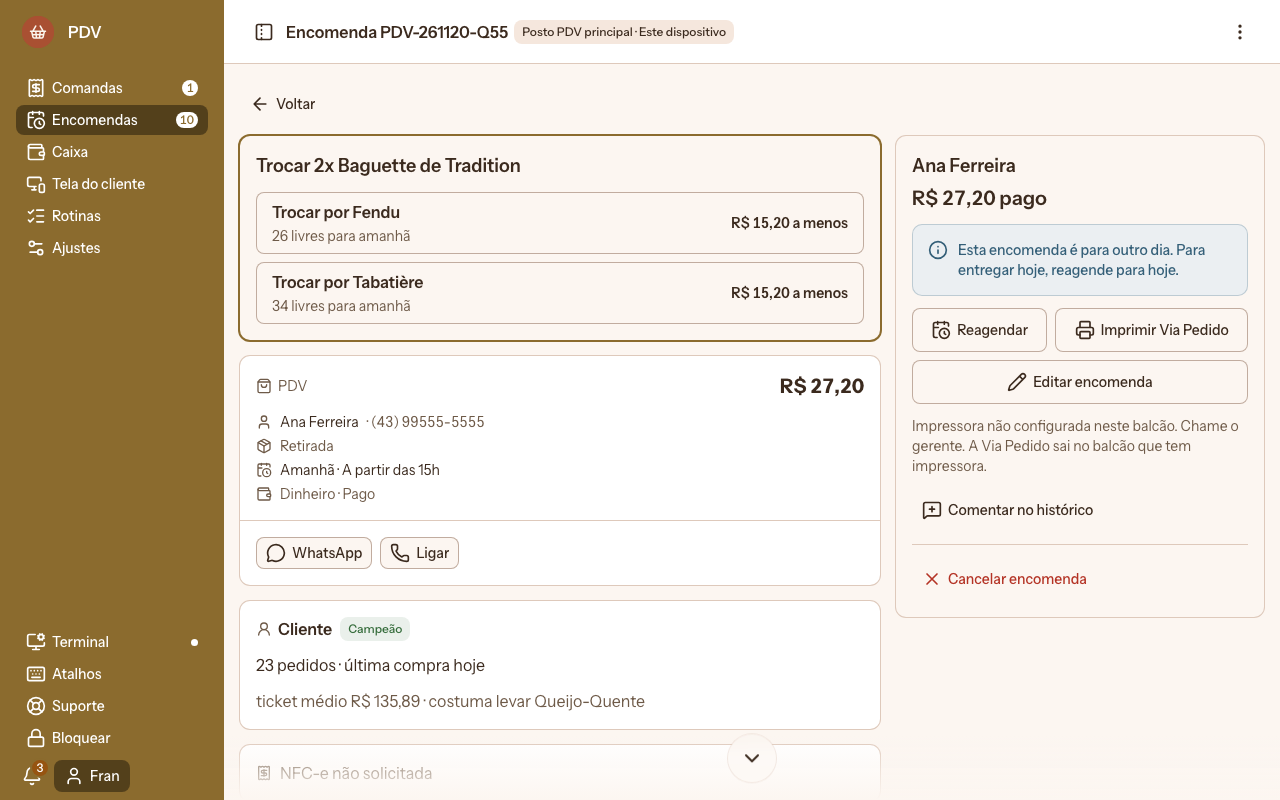 PDV
Comandas 1
Encomendas 10
Caixa
Tela do cliente
Rotinas
Ajustes
Terminal
Atalhos
Suporte
Bloquear
3
Fran
Encomenda PDV-261120-Q55
Posto PDV principal · Este dispositivo
Voltar
Trocar 2x Baguette de Tradition
Trocar por Fendu
26 livres para amanhã
R$ 15,20 a menos
Trocar por Tabatière
34 livres para amanhã
R$ 15,20 a menos
PDV
R$ 27,20
Ana Ferreira · (43) 99555-5555
Retirada
Amanhã · A partir das 15h
Dinheiro · Pago
WhatsApp
Ligar
Cliente
Campeão
23 pedidos · última compra hoje
ticket médio R$ 135,89 · costuma levar Queijo-Quente
NFC-e não solicitada
Ana Ferreira
R$ 27,20 pago
Esta encomenda é para outro dia. Para
entregar hoje, reagende para hoje.
Reagendar
Imprimir Via Pedido
Editar encomenda
Impressora não configurada neste balcão. Chame o
gerente. A Via Pedido sai no balcão que tem
impressora.
Comentar no histórico
Cancelar encomenda